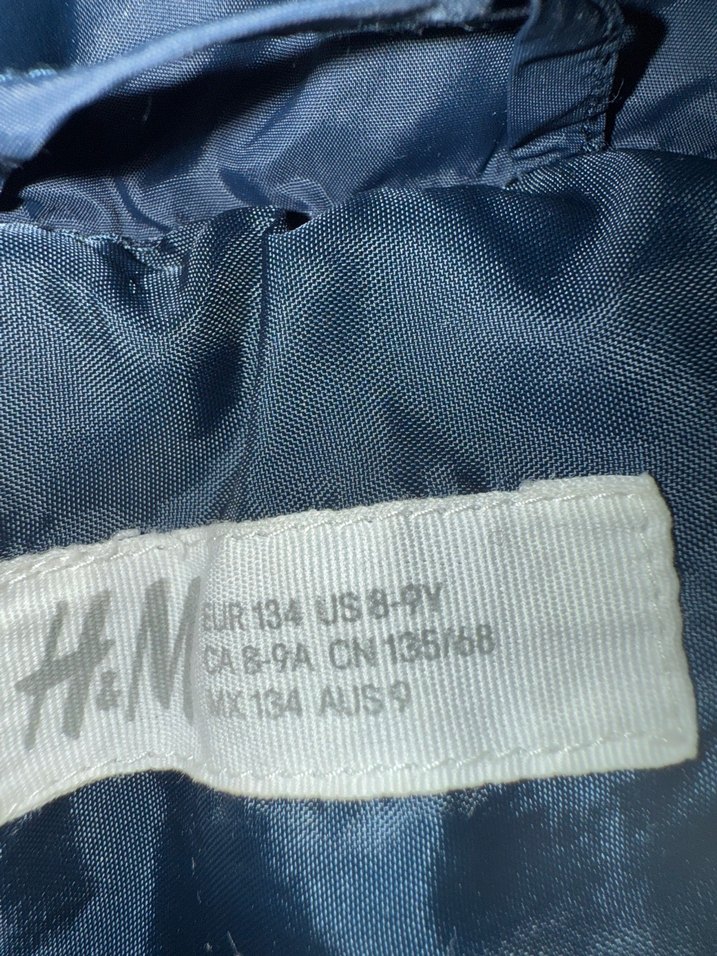 H&M
EUR 134 US 8-9Y
CA 8-9A CN 135/68
MX 134 AUS 9